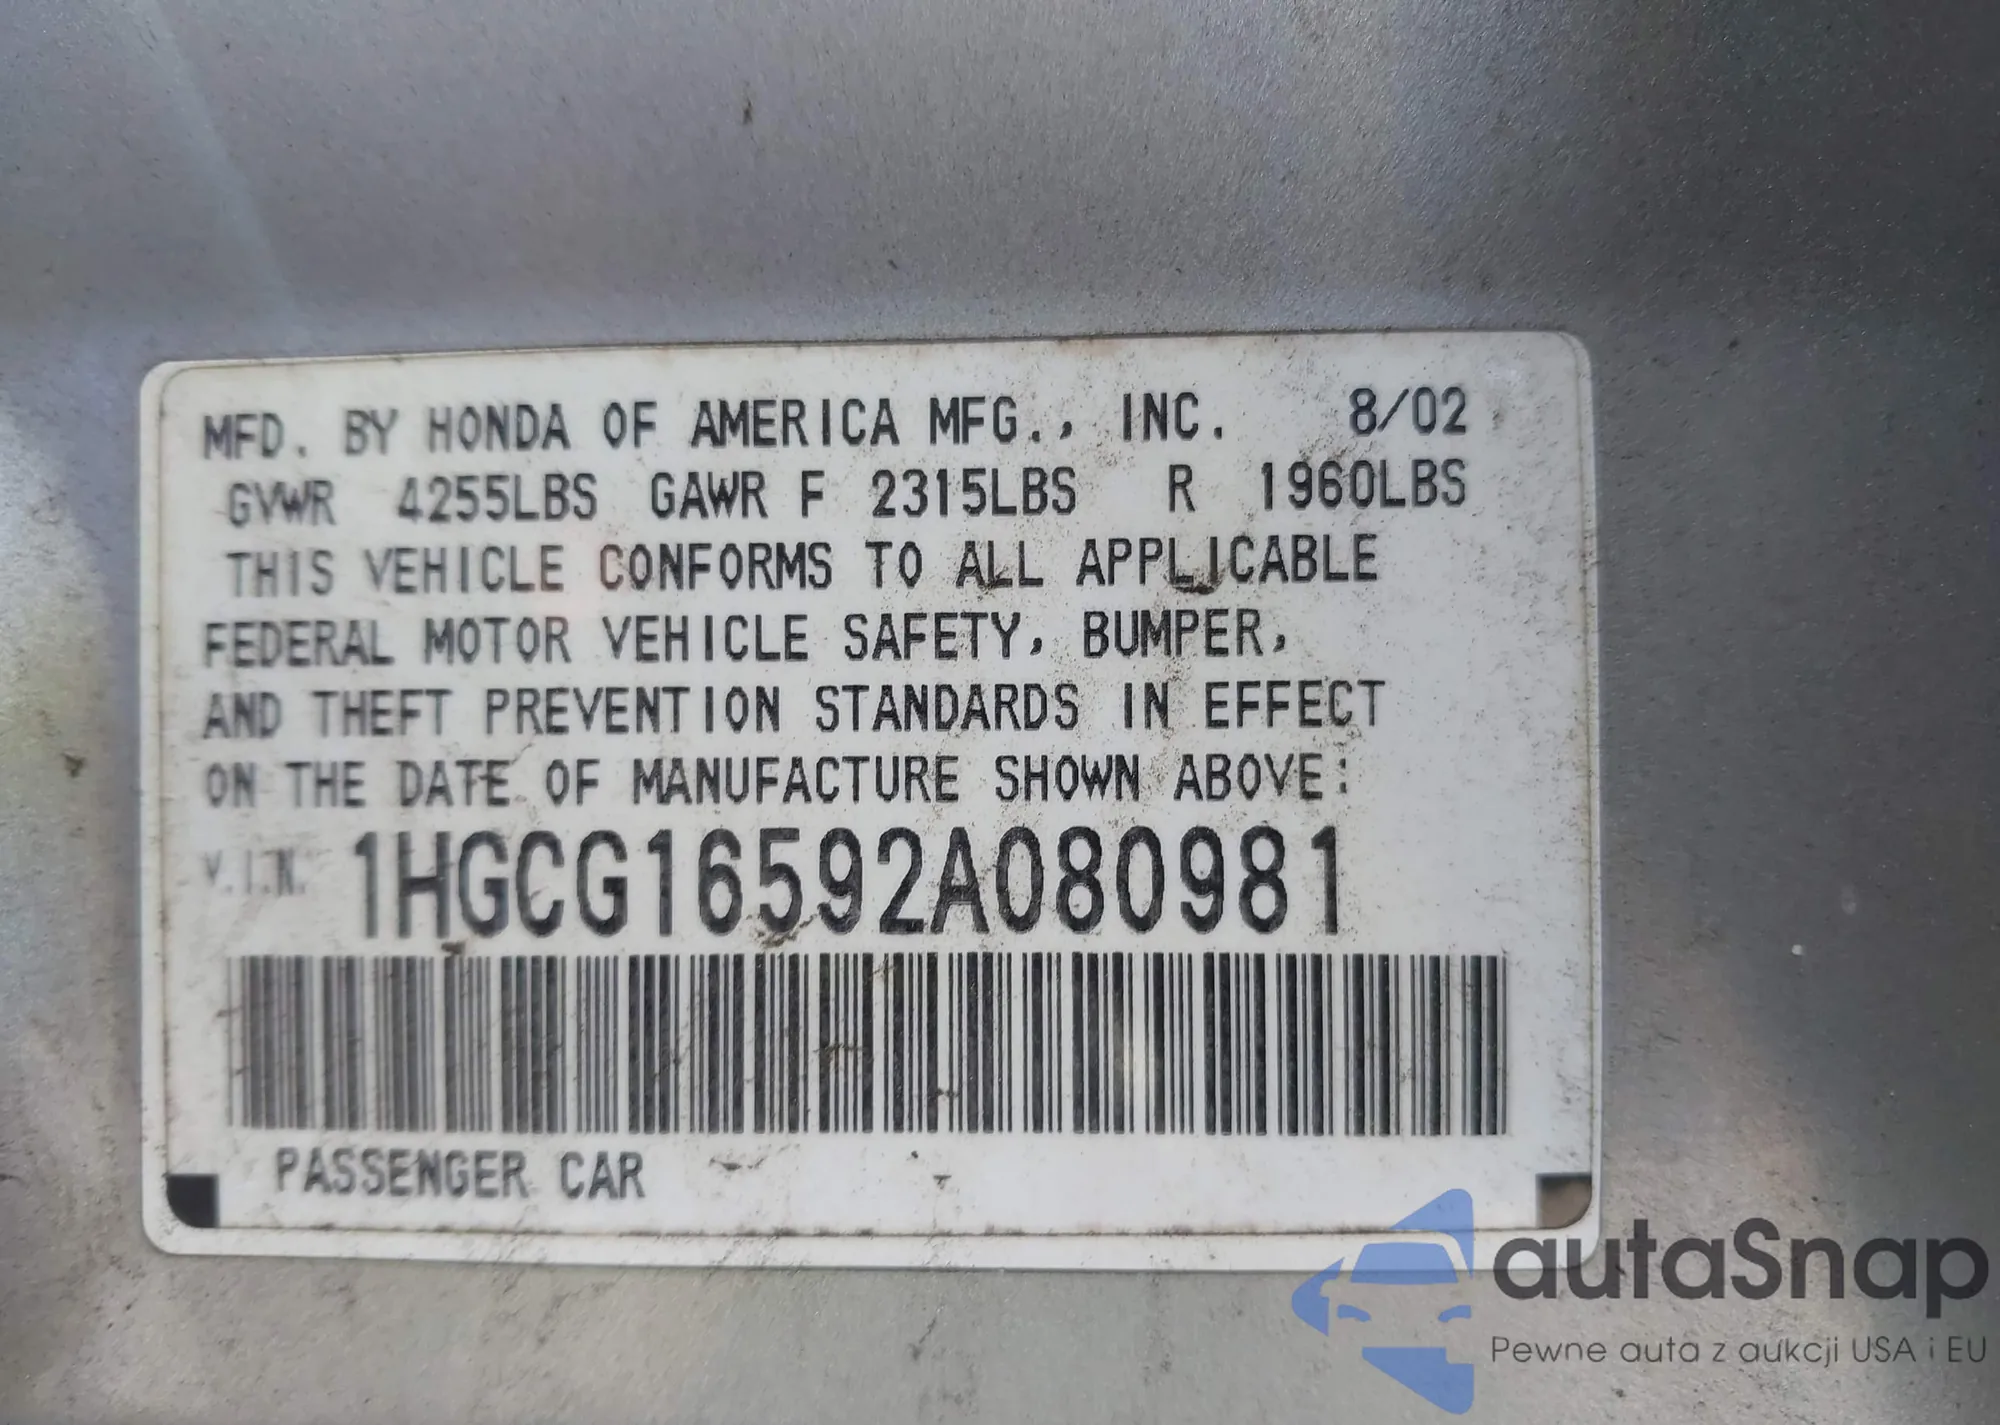 MFD. BY HONDA OF AMERICA MFG., INC. 8/02
GVWR 4255LBS GAWR F 2315LBS R 1960LBS
THIS VEHICLE CONFORMS TO ALL APPLICABLE
FEDERAL MOTOR VEHICLE SAFETY, BUMPER,
AND THEFT PREVENTION STANDARDS IN EFFECT
ON THE DATE OF MANUFACTURE SHOWN ABOVE:
V.I.N. 1HGCG16592A080981
PASSENGER CAR
autaSnap
Pewne auta z aukcji USA i EU